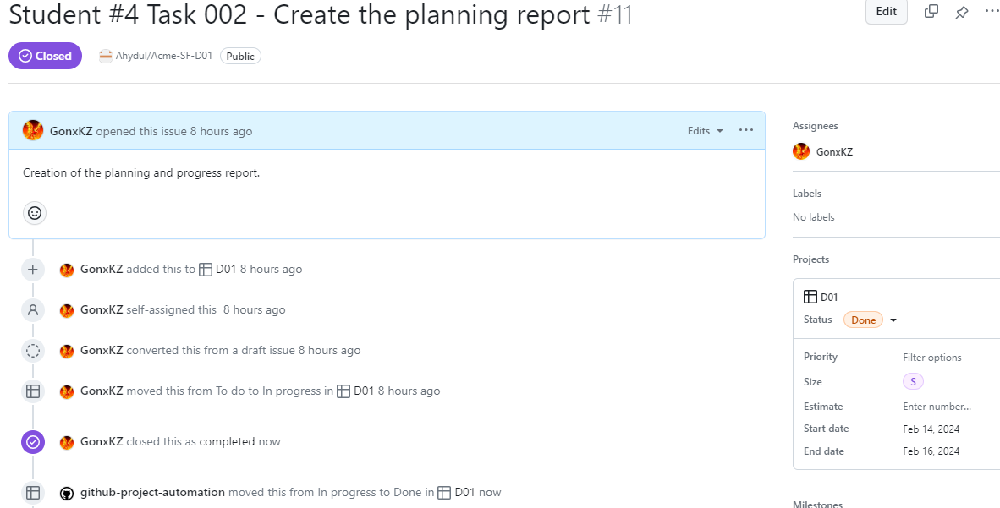 Student #4 Task 002 - Create the planning report #11
Edit
Closed
Ahydul/Acme-SF-D01
Public
GonxKZ opened this issue 8 hours ago
Edits
Creation of the planning and progress report.
GonxKZ added this to D01 8 hours ago
GonxKZ self-assigned this 8 hours ago
GonxKZ converted this from a draft issue 8 hours ago
GonxKZ moved this from To do to In progress in D01 8 hours ago
GonxKZ closed this as completed now
github-project-automation moved this from In progress to Done in D01 now
Assignees
GonxKZ
Labels
No labels
Projects
D01
Status Done
Priority Filter options
Size S
Estimate Enter number...
Start date Feb 14, 2024
End date Feb 16, 2024
Milestones